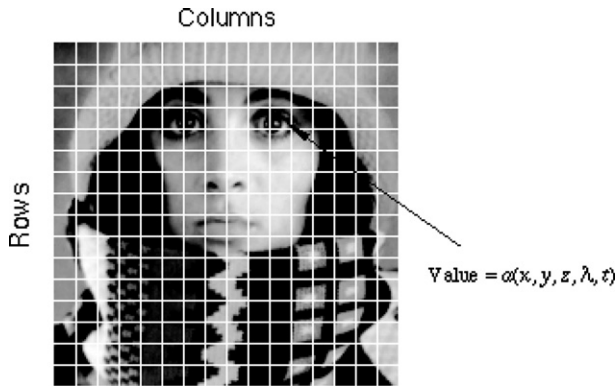 Columns
Rows
Value = a(x, y, z, λ, t)